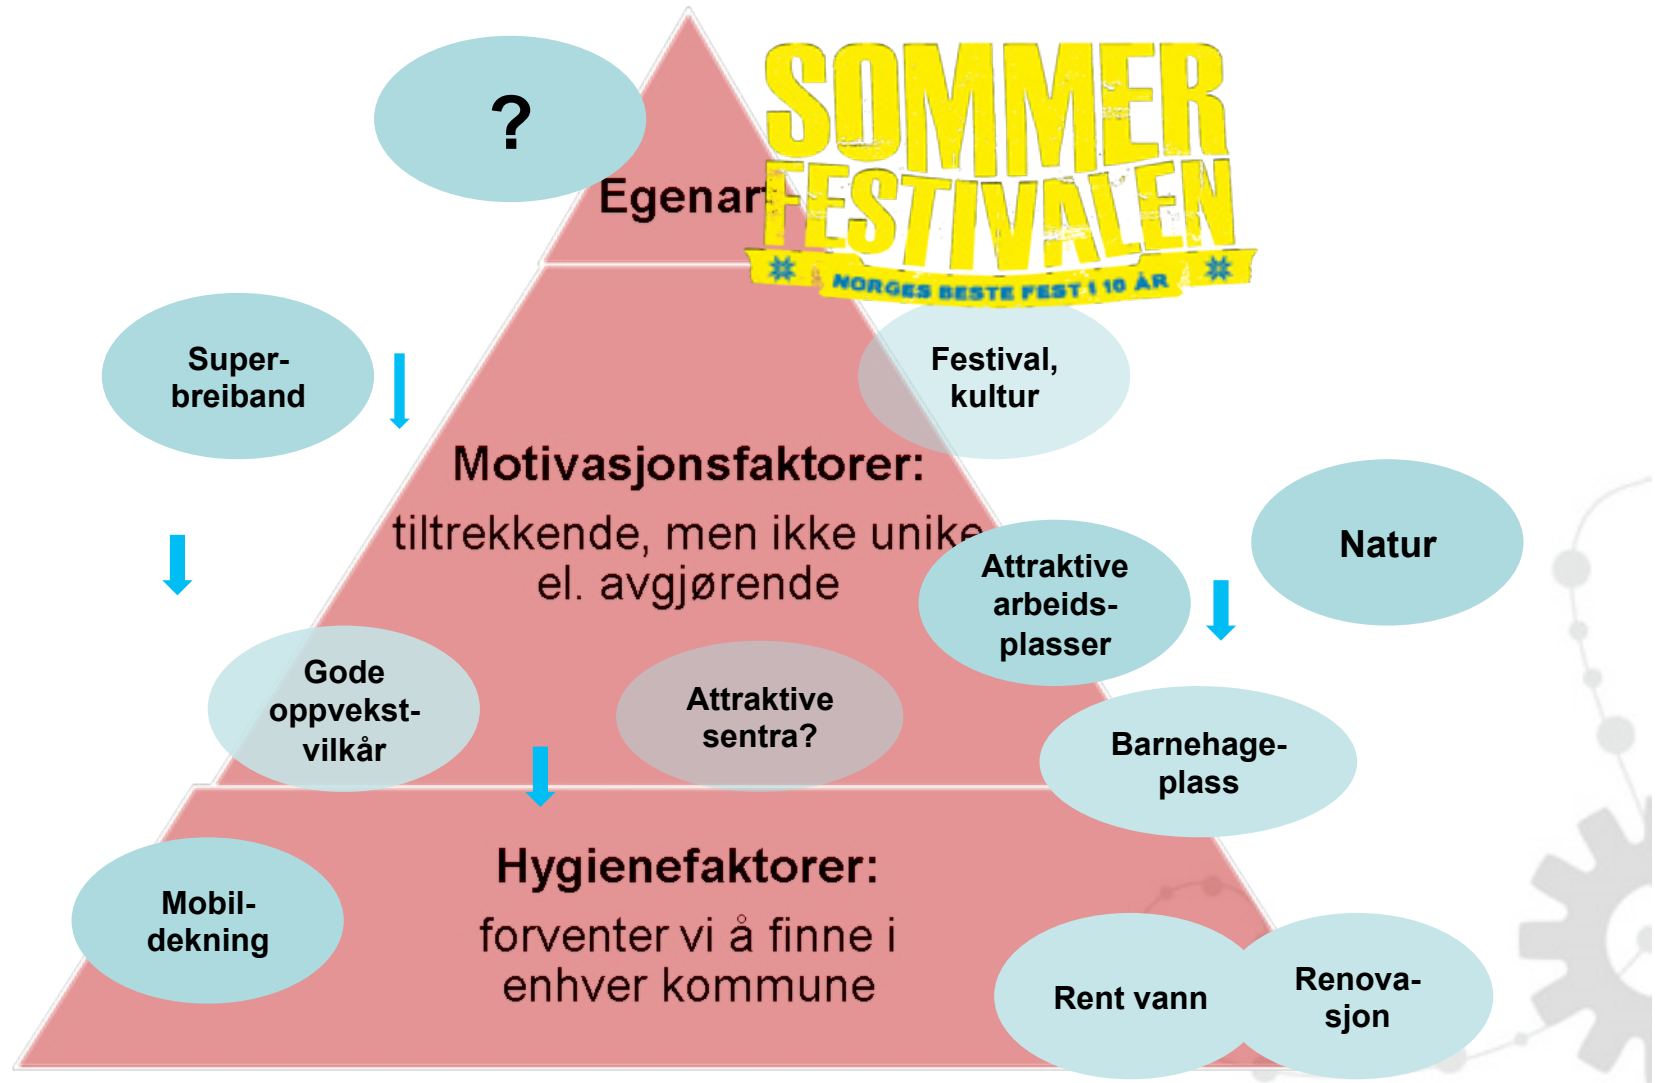 ?
Egenart
SOMMER
FESTIVALEN
NORGES BESTE FEST I 10 ÅR
Super-
breiband
Festival,
kultur
Motivasjonsfaktorer:
tiltrekkende, men ikke unike
el. avgjørende
Natur
Attraktive
arbeids-
plasser
Gode
oppvekst-
vilkår
Attraktive
sentra?
Barnehage-
plass
Hygienefaktorer:
forventer vi å finne i
enhver kommune
Mobil-
dekning
Rent vann
Renova-
sjon